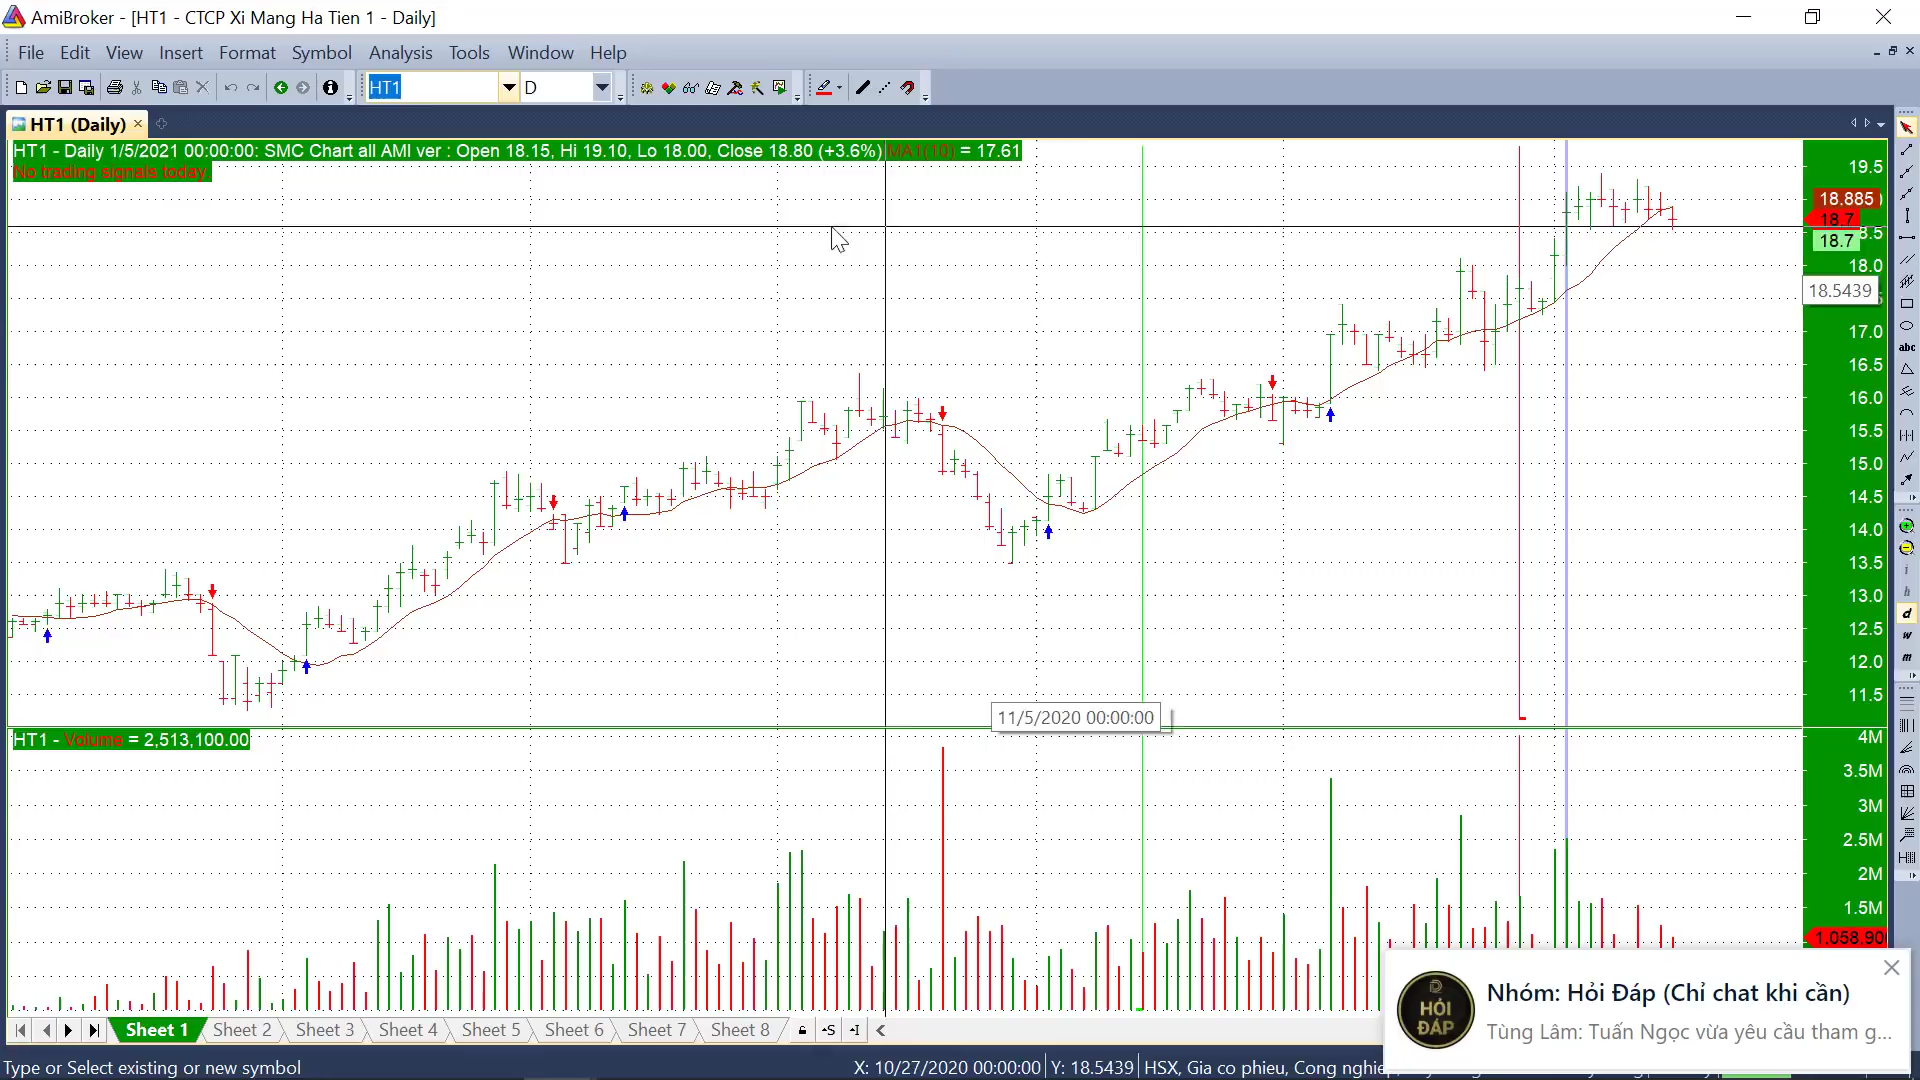 AmiBroker - [HT1 - CTCP Xi Mang Ha Tien 1 - Daily]
File Edit View Insert Format Symbol Analysis Tools Window Help
HT1 D
HT1 (Daily)
HT1 - Daily 1/5/2021 00:00:00: SMC Chart all AMI ver : Open 18.15, Hi 19.10, Lo 18.00, Close 18.80 (+3.6%) MA1(10) = 17.61
No trading signals today
19.5
18.885
18.7
18.7
18.0
18.5439
17.0
16.5
16.0
15.5
15.0
14.5
14.0
13.5
13.0
12.5
12.0
11.5
abc
d
w
m
11/5/2020 00:00:00
HT1 - Volume = 2,513,100.00
4M
3.5M
3M
2.5M
2M
1.5M
1.058.90
Nhóm: Hỏi Đáp (Chỉ chat khi cần)
Tùng Lâm: Tuấn Ngọc vừa yêu cầu tham g...
HỎI
ĐÁP
Sheet 1 Sheet 2 Sheet 3 Sheet 4 Sheet 5 Sheet 6 Sheet 7 Sheet 8
Type or Select existing or new symbol
X: 10/27/2020 00:00:00 Y: 18.5439 HSX, Gia co phieu, Cong nghie